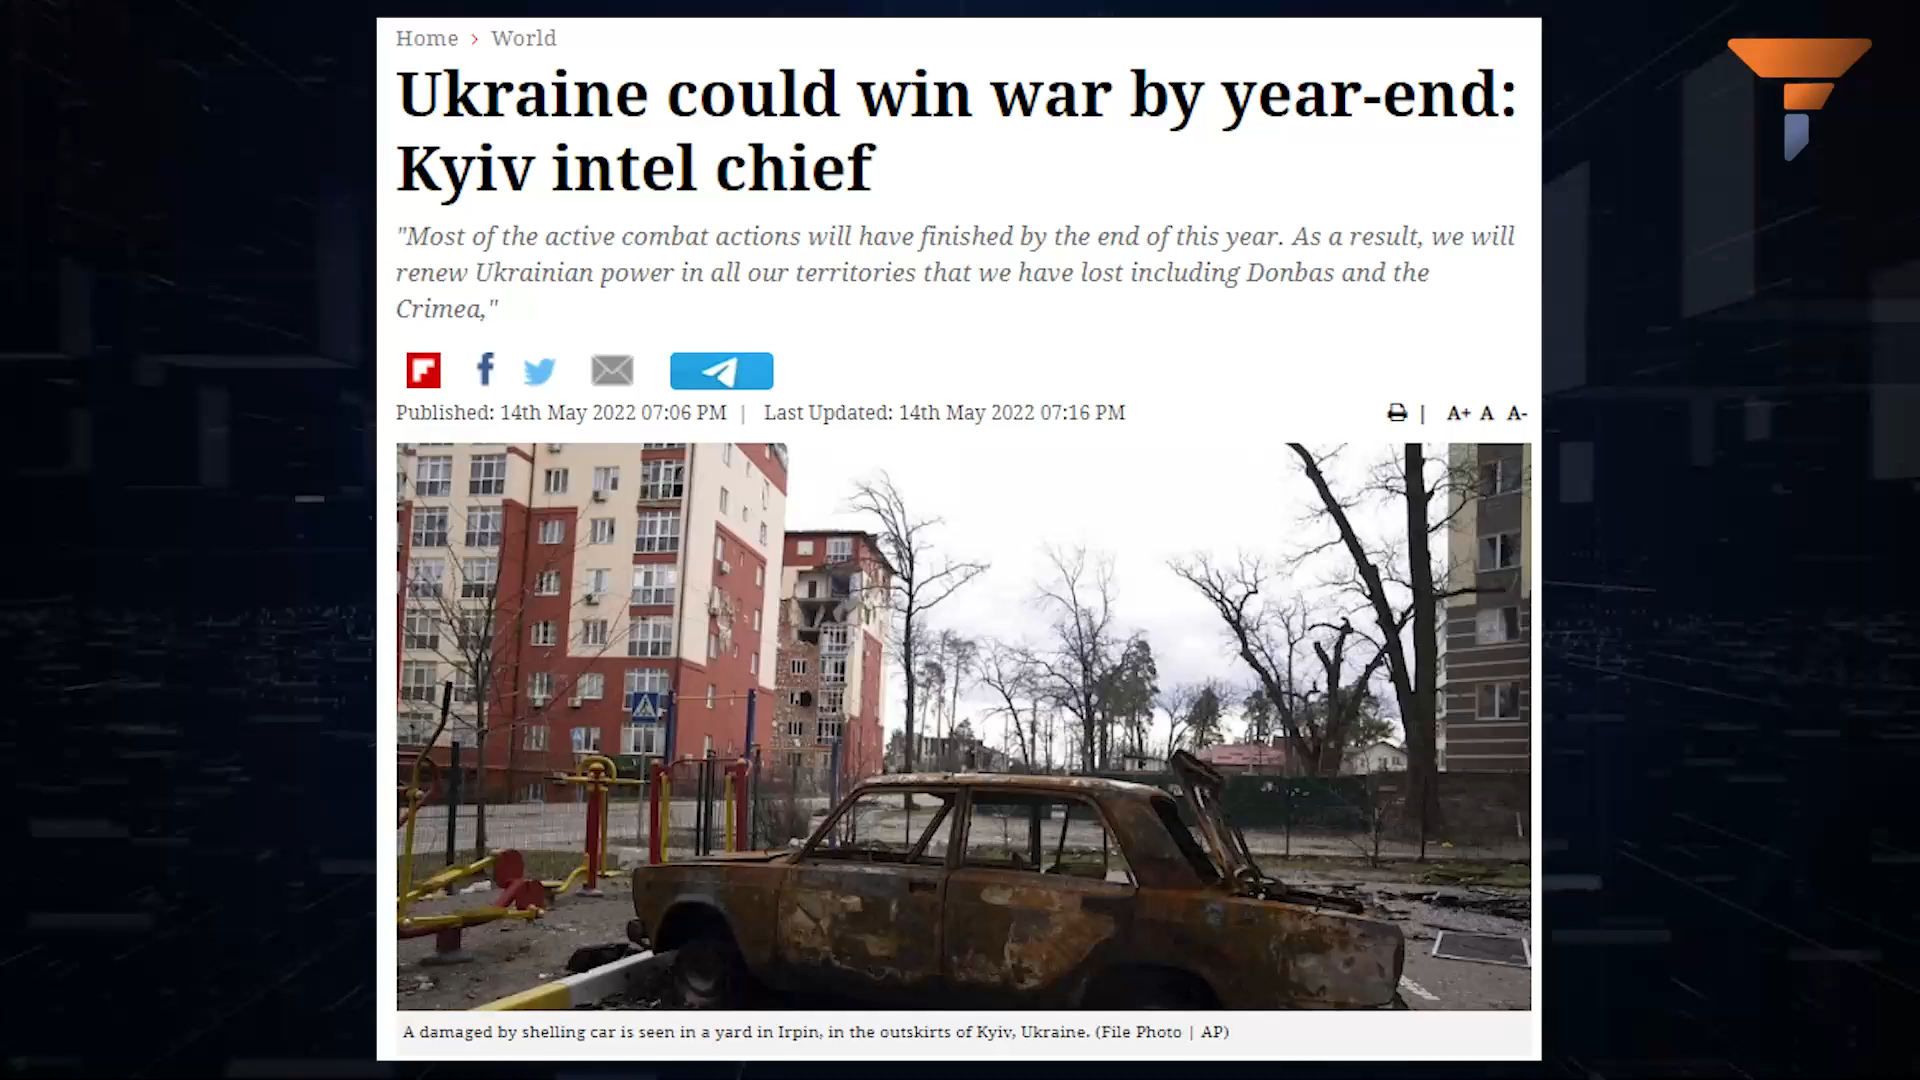 Home > World
Ukraine could win war by year-end:
Kyiv intel chief
"Most of the active combat actions will have finished by the end of this year. As a result, we will
renew Ukrainian power in all our territories that we have lost including Donbas and the
Crimea,"
Published: 14th May 2022 07:06 PM | Last Updated: 14th May 2022 07:16 PM | A+ A A-
A damaged by shelling car is seen in a yard in Irpin, in the outskirts of Kyiv, Ukraine. (File Photo | AP)